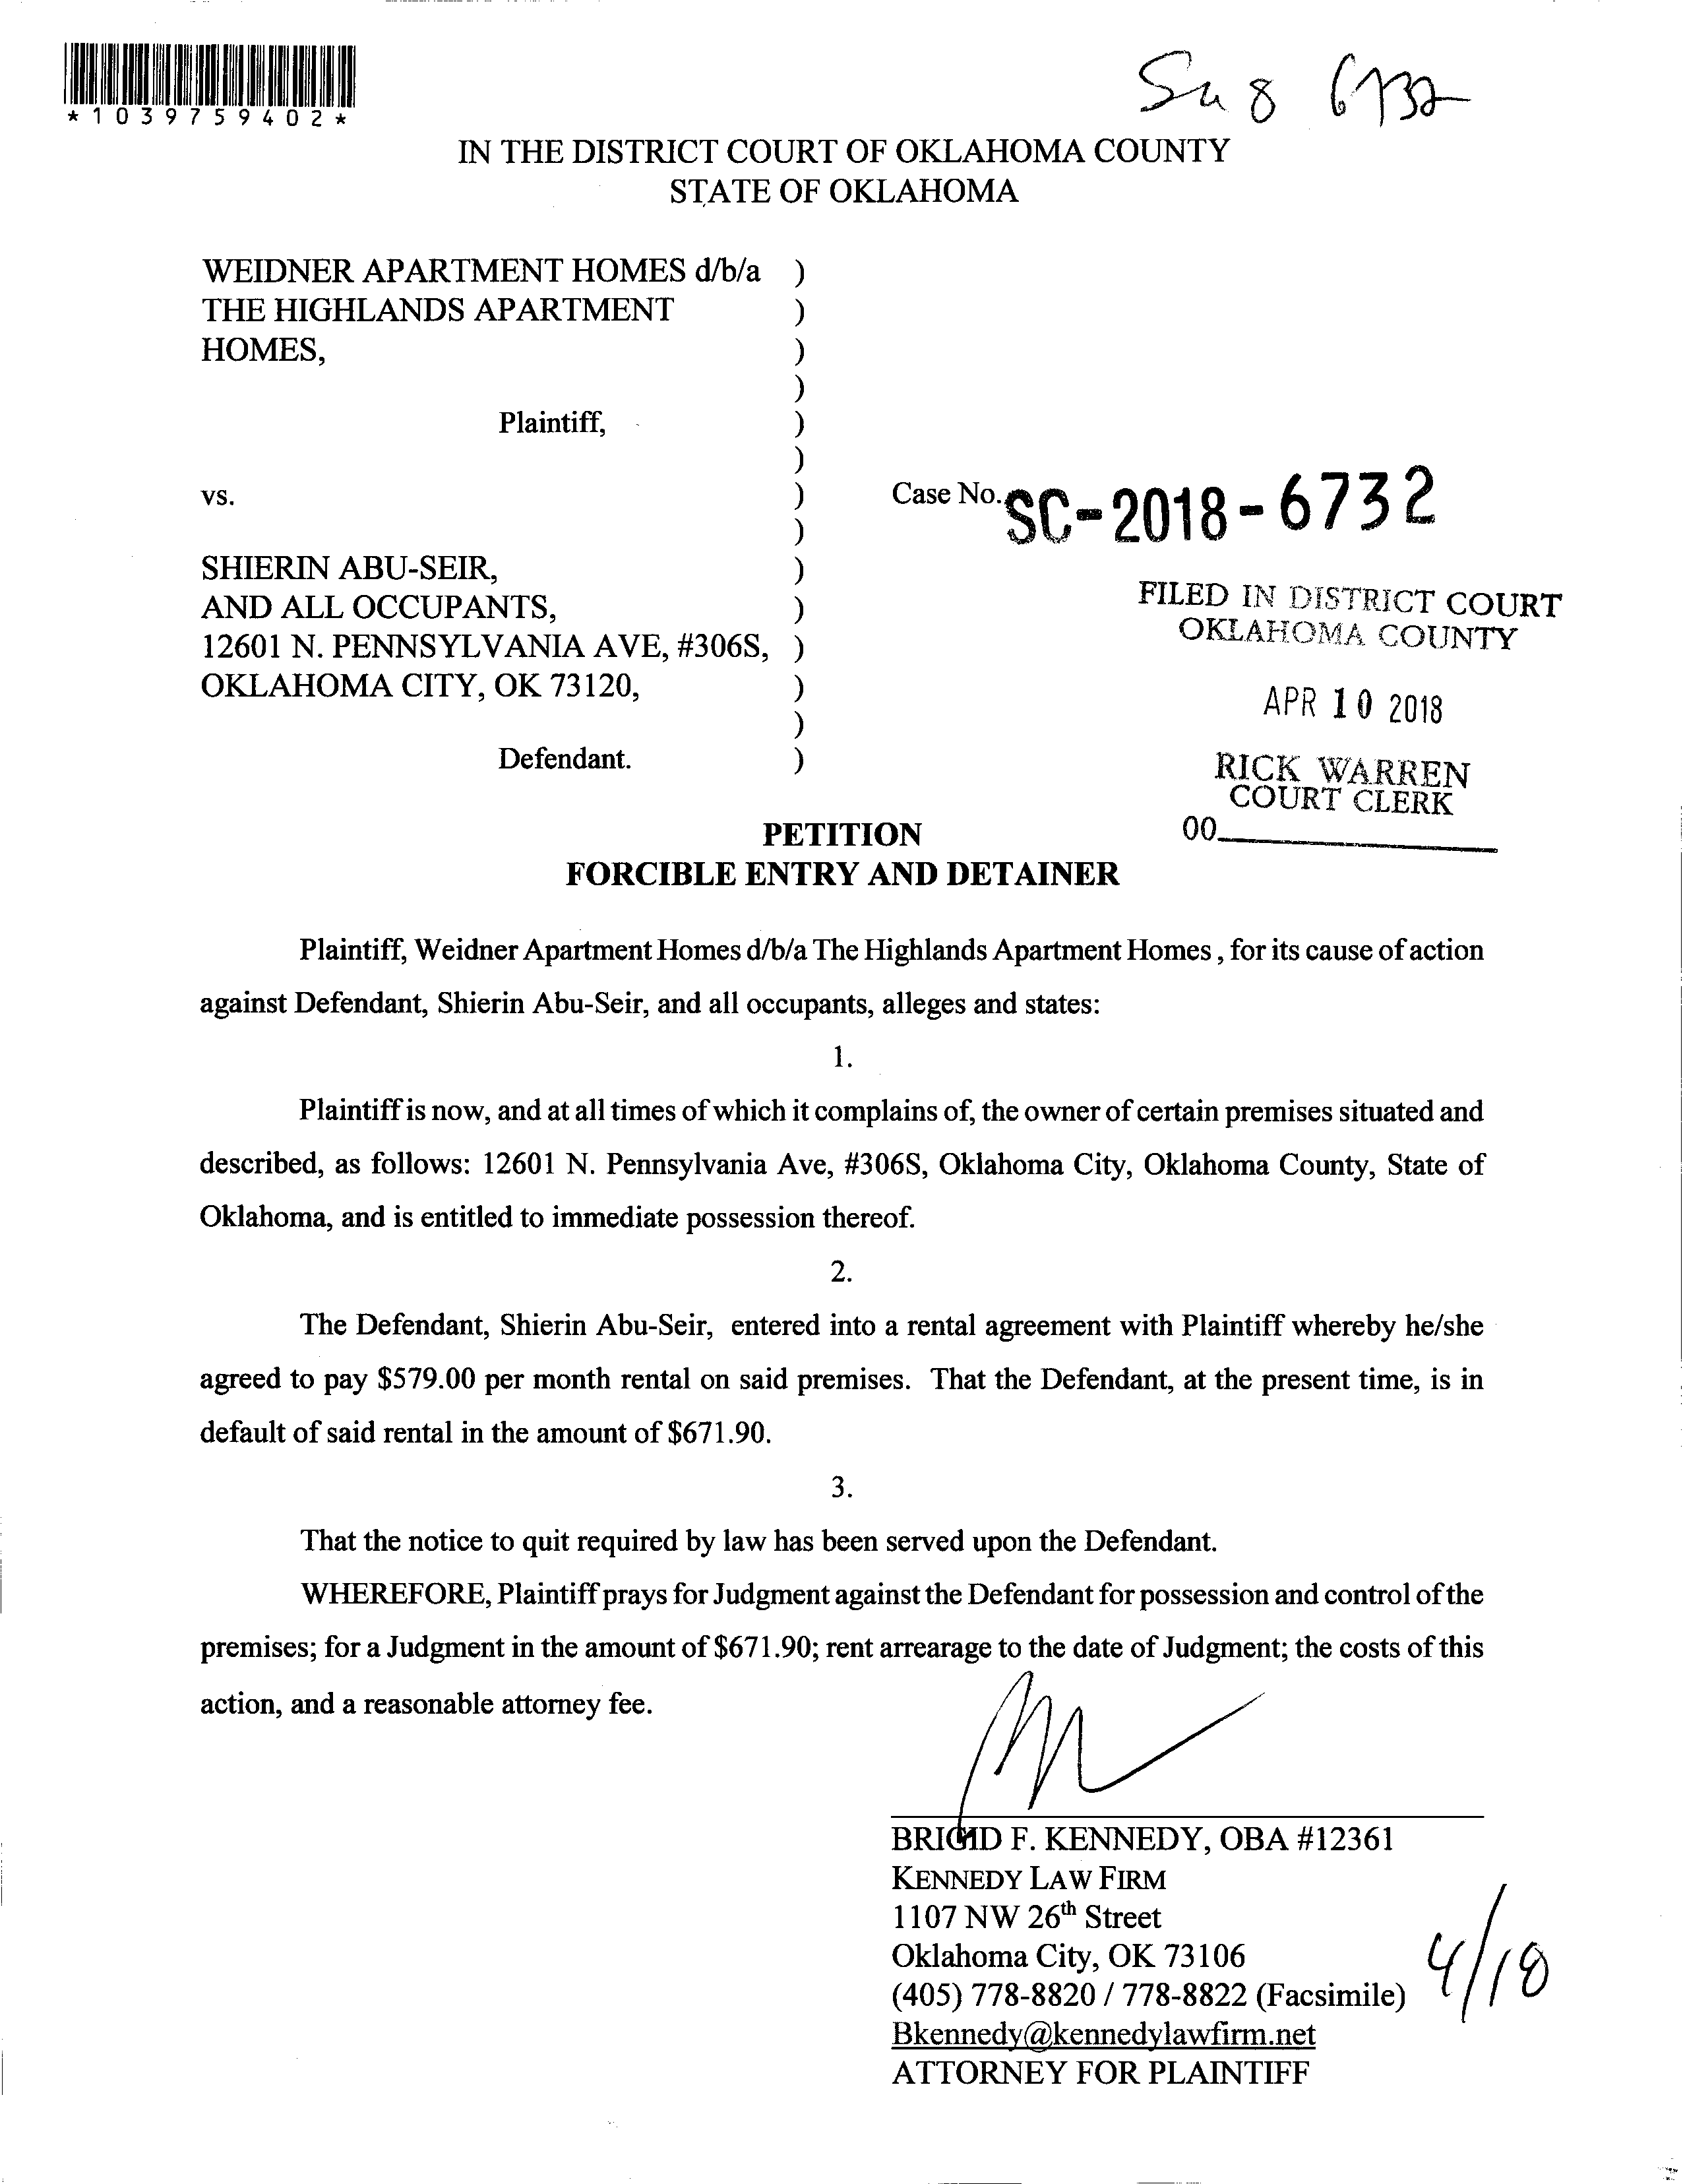 *1039759402*
IN THE DISTRICT COURT OF OKLAHOMA COUNTY
STATE OF OKLAHOMA
WEIDNER APARTMENT HOMES d/b/a )
THE HIGHLANDS APARTMENT )
HOMES, )
)
Plaintiff, )
)
vs. ) Case No. SC-2018-6732
)
SHIERIN ABU-SEIR, )
AND ALL OCCUPANTS, )
12601 N. PENNSYLVANIA AVE, #306S, )
OKLAHOMA CITY, OK 73120, )
)
Defendant. )
FILED IN DISTRICT COURT
OKLAHOMA COUNTY
APR 10 2018
RICK WARREN
COURT CLERK
00
PETITION
FORCIBLE ENTRY AND DETAINER
Plaintiff, Weidner Apartment Homes d/b/a The Highlands Apartment Homes , for its cause of action
against Defendant, Shierin Abu-Seir, and all occupants, alleges and states:
1.
Plaintiff is now, and at all times of which it complains of, the owner of certain premises situated and
described, as follows: 12601 N. Pennsylvania Ave, #306S, Oklahoma City, Oklahoma County, State of
Oklahoma, and is entitled to immediate possession thereof.
2.
The Defendant, Shierin Abu-Seir, entered into a rental agreement with Plaintiff whereby he/she
agreed to pay $579.00 per month rental on said premises. That the Defendant, at the present time, is in
default of said rental in the amount of $671.90.
3.
That the notice to quit required by law has been served upon the Defendant.
WHEREFORE, Plaintiff prays for Judgment against the Defendant for possession and control of the
premises; for a Judgment in the amount of $671.90; rent arrearage to the date of Judgment; the costs of this
action, and a reasonable attorney fee.
BRIGID F. KENNEDY, OBA #12361
KENNEDY LAW FIRM
1107 NW 26th Street
Oklahoma City, OK 73106
(405) 778-8820 / 778-8822 (Facsimile)
Bkennedy@kennedylawfirm.net
ATTORNEY FOR PLAINTIFF
4/18